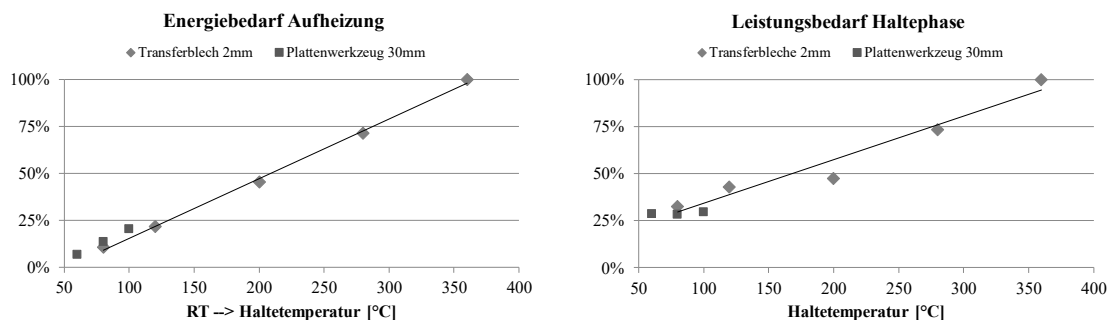 Energiebedarf Aufheizung
Transferblech 2mm Plattenwerkzeug 30mm
100%
75%
50%
25%
0%
50 100 150 200 250 300 350 400
RT --> Haltetemperatur [°C]
Leistungsbedarf Haltephase
Transferbleche 2mm Plattenwerkzeug 30mm
100%
75%
50%
25%
0%
50 100 150 200 250 300 350 400
Haltetemperatur [°C]